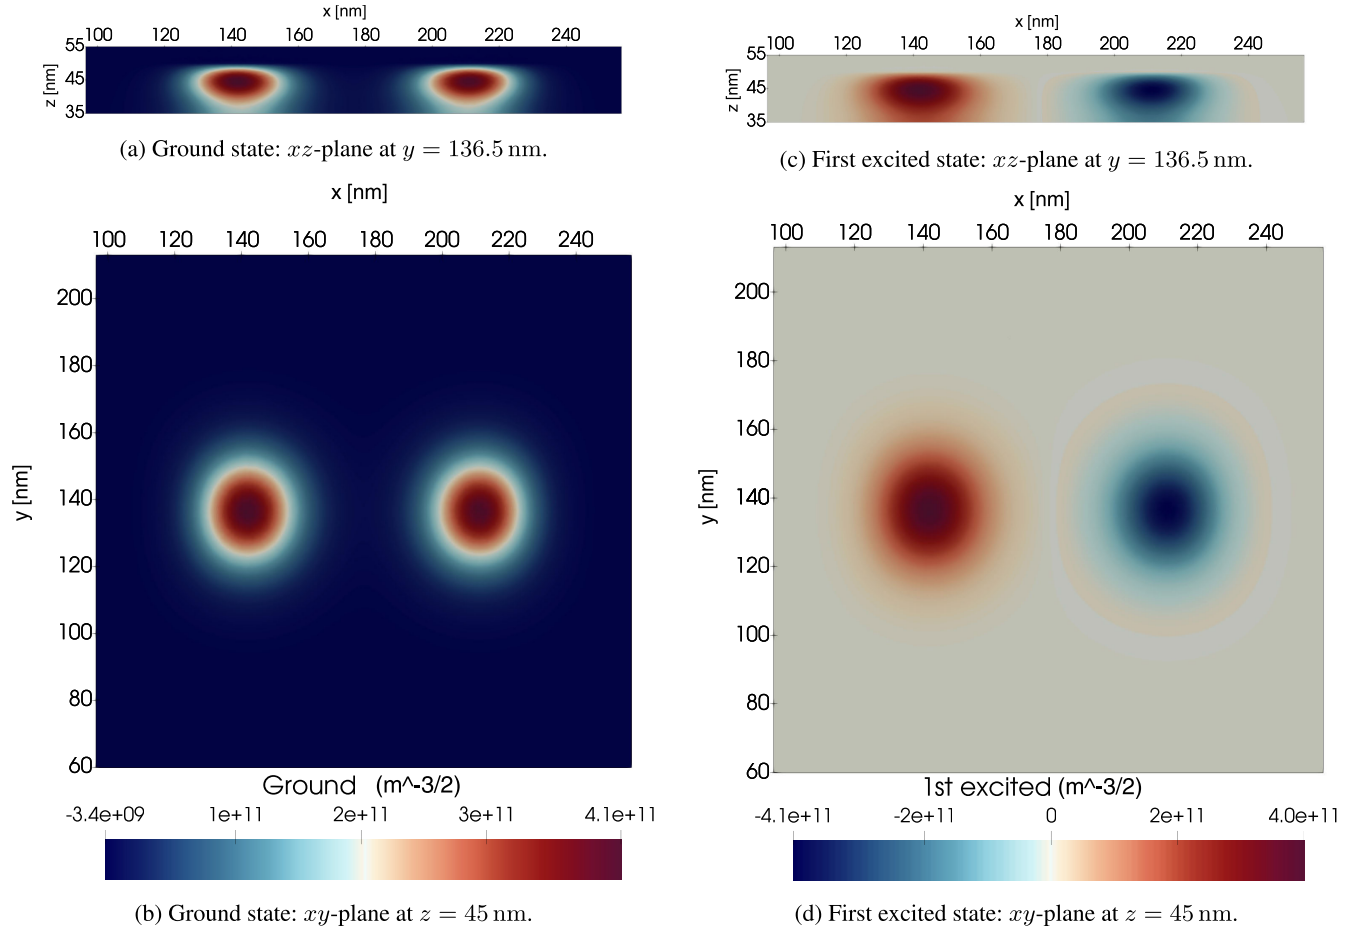 x [nm]
100 120 140 160 180 200 220 240
z [nm]
55
45
35
(a) Ground state: xz-plane at y = 136.5 nm.
x [nm]
100 120 140 160 180 200 220 240
z [nm]
55
45
35
(c) First excited state: xz-plane at y = 136.5 nm.
x [nm]
100 120 140 160 180 200 220 240
y [nm]
200
180
160
140
120
100
80
60
Ground (m^-3/2)
-3.4e+09 1e+11 2e+11 3e+11 4.1e+11
(b) Ground state: xy-plane at z = 45 nm.
x [nm]
100 120 140 160 180 200 220 240
y [nm]
200
180
160
140
120
100
80
60
1st excited (m^-3/2)
-4.1e+11 -2e+11 0 2e+11 4.0e+11
(d) First excited state: xy-plane at z = 45 nm.